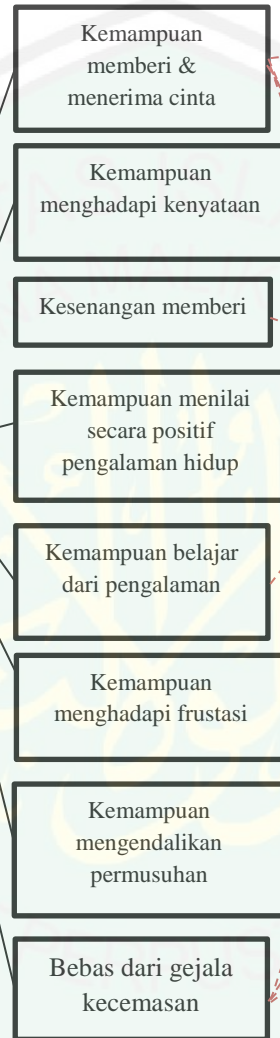 Kemampuan
memberi &
menerima cinta
Kemampuan
menghadapi kenyataan
Kesenangan memberi
Kemampuan menilai
secara positif
pengalaman hidup
Kemampuan belajar
dari pengalaman
Kemampuan
menghadapi frustasi
Kemampuan
mengendalikan
permusuhan
Bebas dari gejala
kecemasan